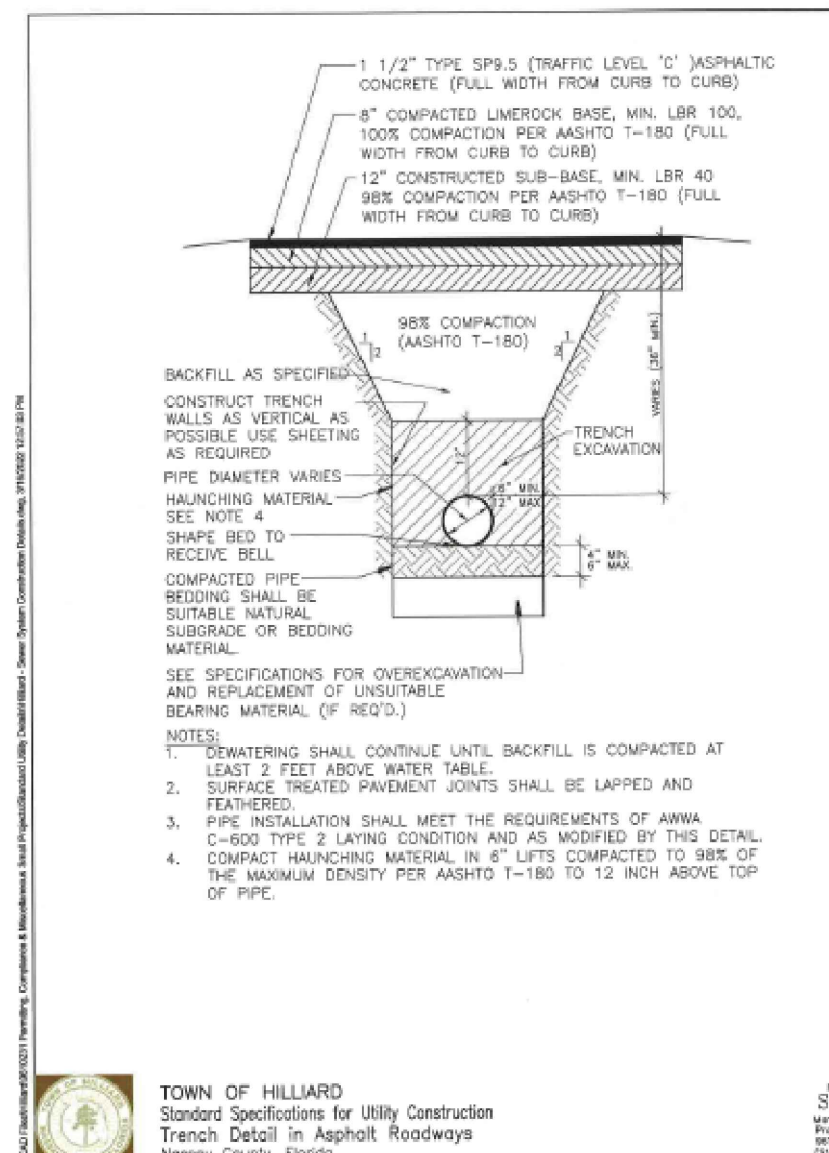 1 1/2" TYPE SP9.5 (TRAFFIC LEVEL 'C' )ASPHALTIC
CONCRETE (FULL WIDTH FROM CURB TO CURB)
8" COMPACTED LIMEROCK BASE, MIN. LBR 100,
100% COMPACTION PER AASHTO T-180 (FULL
WIDTH FROM CURB TO CURB)
12" CONSTRUCTED SUB-BASE, MIN. LBR 40
98% COMPACTION PER AASHTO T-180 (FULL
WIDTH FROM CURB TO CURB)
98% COMPACTION
(AASHTO T-180)
1
2
1
2
VARIES (36" MIN.)
BACKFILL AS SPECIFIED
CONSTRUCT TRENCH
WALLS AS VERTICAL AS
POSSIBLE USE SHEETING
AS REQUIRED
12"
TRENCH
EXCAVATION
PIPE DIAMETER VARIES
6" MIN.
12" MAX
HAUNCHING MATERIAL
SEE NOTE 4
SHAPE BED TO
RECEIVE BELL
4" MIN.
6" MAX.
COMPACTED PIPE
BEDDING SHALL BE
SUITABLE NATURAL
SUBGRADE OR BEDDING
MATERIAL.
SEE SPECIFICATIONS FOR OVEREXCAVATION
AND REPLACEMENT OF UNSUITABLE
BEARING MATERIAL (IF REQ'D.)
NOTES:
1. DEWATERING SHALL CONTINUE UNTIL BACKFILL IS COMPACTED AT
LEAST 2 FEET ABOVE WATER TABLE.
2. SURFACE TREATED PAVEMENT JOINTS SHALL BE LAPPED AND
FEATHERED.
3. PIPE INSTALLATION SHALL MEET THE REQUIREMENTS OF AWWA
C-600 TYPE 2 LAYING CONDITION AND AS MODIFIED BY THIS DETAIL.
4. COMPACT HAUNCHING MATERIAL IN 6" LIFTS COMPACTED TO 98% OF
THE MAXIMUM DENSITY PER AASHTO T-180 TO 12 INCH ABOVE TOP
OF PIPE.
TOWN OF HILLIARD
TOWN OF HILLIARD
Standard Specifications for Utility Construction
Trench Detail in Asphalt Roadways
Nassau County, Florida